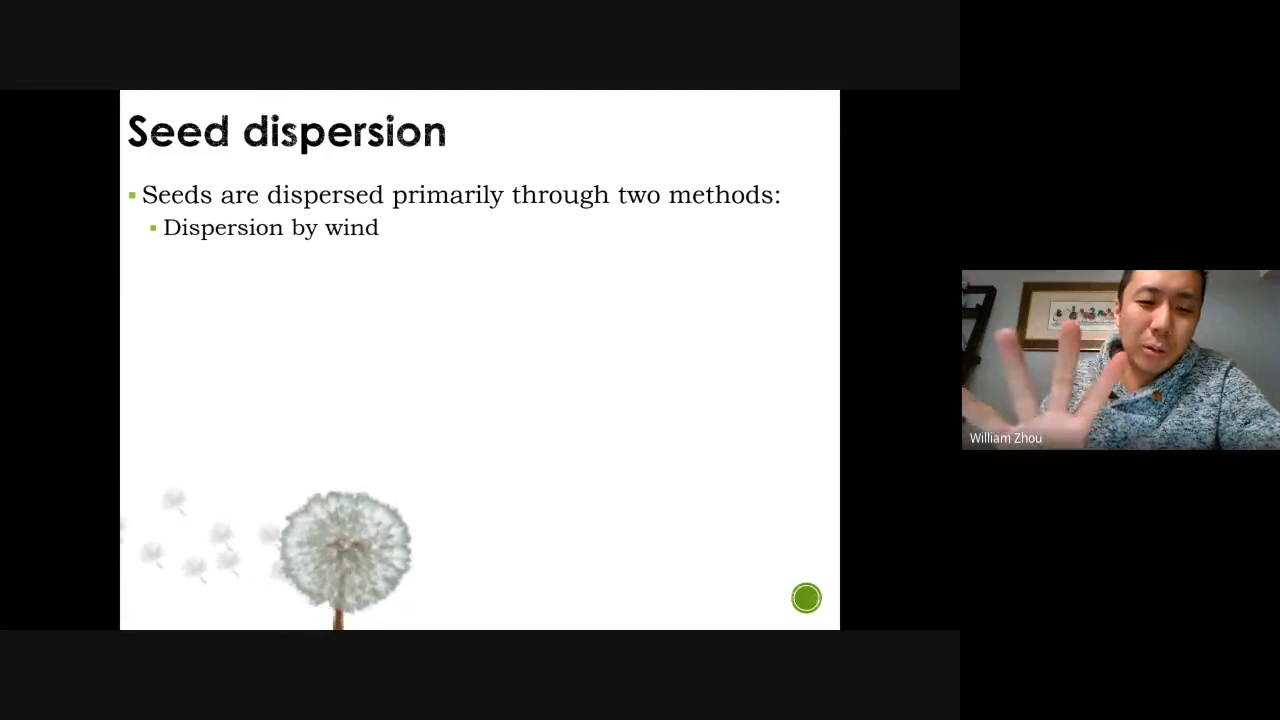 Seed dispersion
Seeds are dispersed primarily through two methods:
Dispersion by wind
William Zhou